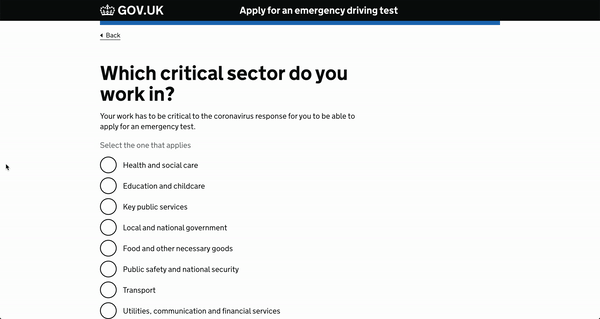 GOV.UK
Apply for an emergency driving test
Back
Which critical sector do you
work in?
Your work has to be critical to the coronavirus response for you to be able to
apply for an emergency test.
Select the one that applies
Health and social care
Education and childcare
Key public services
Local and national government
Food and other necessary goods
Public safety and national security
Transport
Utilities, communication and financial services